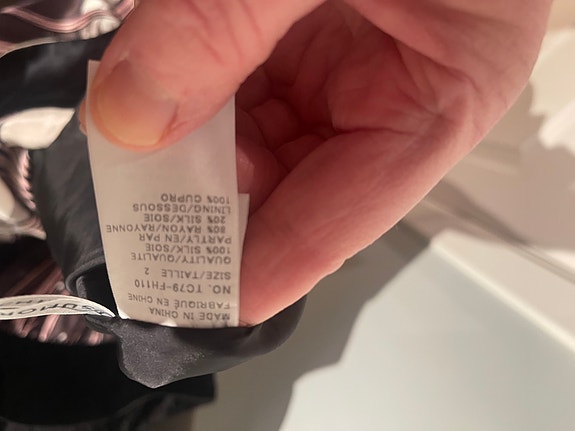 MADE IN CHINA
FABRIQUÉ EN CHINE
NO. TC79-FH110
SIZE/TAILLE 2
QUALITY/QUALITE
100% SILK/SOIE
PARTLY/EN PAR
80% RAYON/RAYONNE
20% SILK/SOIE
LINING/DESSOUS
100% CUPRO